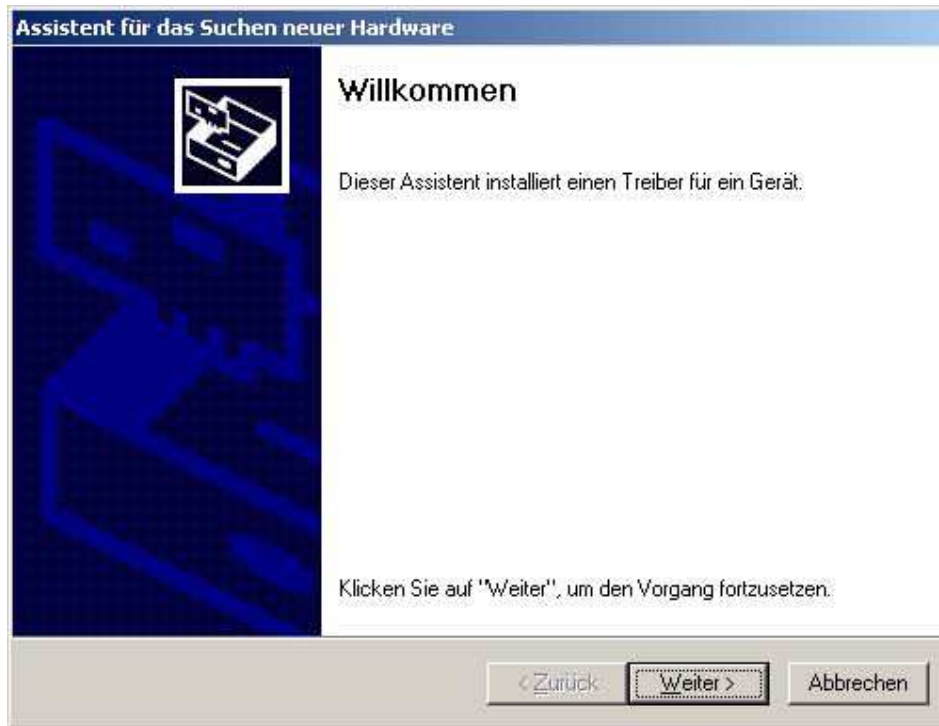 Assistent für das Suchen neuer Hardware
Willkommen
Dieser Assistent installiert einen Treiber für ein Gerät.
Klicken Sie auf "Weiter", um den Vorgang fortzusetzen.
< Zurück
Weiter >
Abbrechen